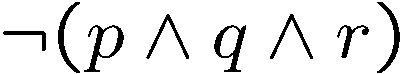 ¬(p ∧ q ∧ r)